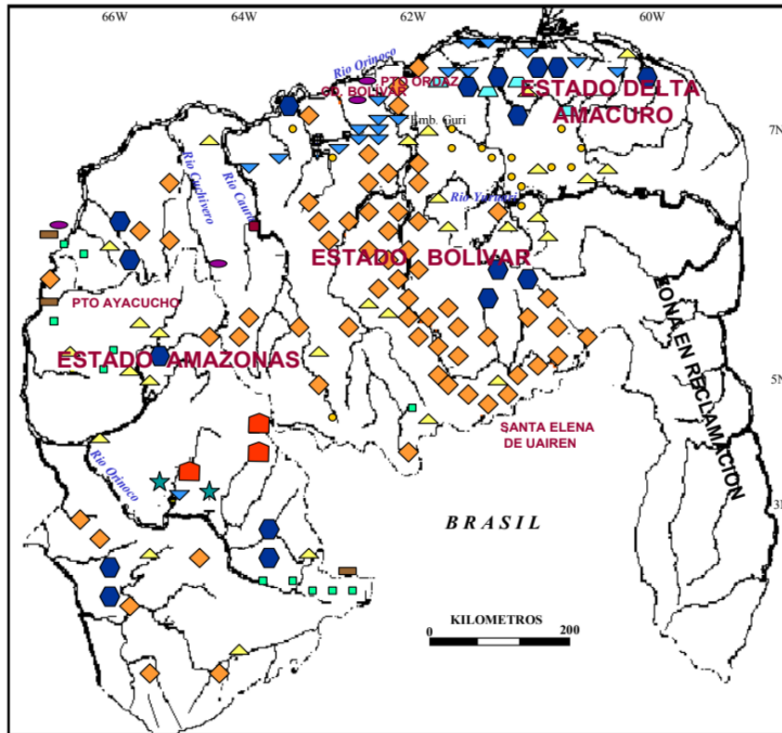 66W 64W 62W 60W
Rio Orinoco
PTO ORDAZ
CD. BOLIVAR
ESTADO DELTA
AMACURO
Emb. Guri
7N
Rio Cuchivero
Rio Caura
Rio Yuruari
ESTADO BOLIVAR
PTO AYACUCHO
ZONA EN RECLAMACION
ESTADO AMAZONAS
5N
SANTA ELENA
DE UAIREN
Rio Orinoco
3N
BRASIL
KILOMETROS
0 200